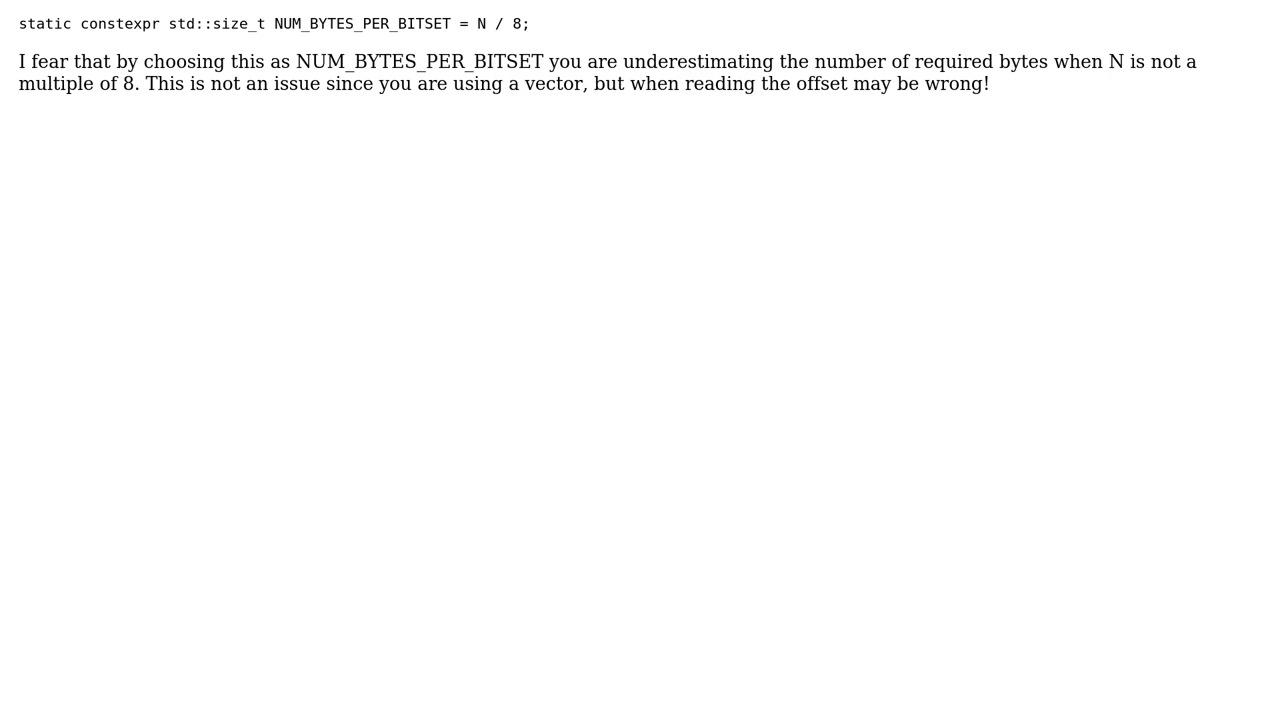 static constexpr std::size_t NUM_BYTES_PER_BITSET = N / 8;
I fear that by choosing this as NUM_BYTES_PER_BITSET you are underestimating the number of required bytes when N is not a
multiple of 8. This is not an issue since you are using a vector, but when reading the offset may be wrong!